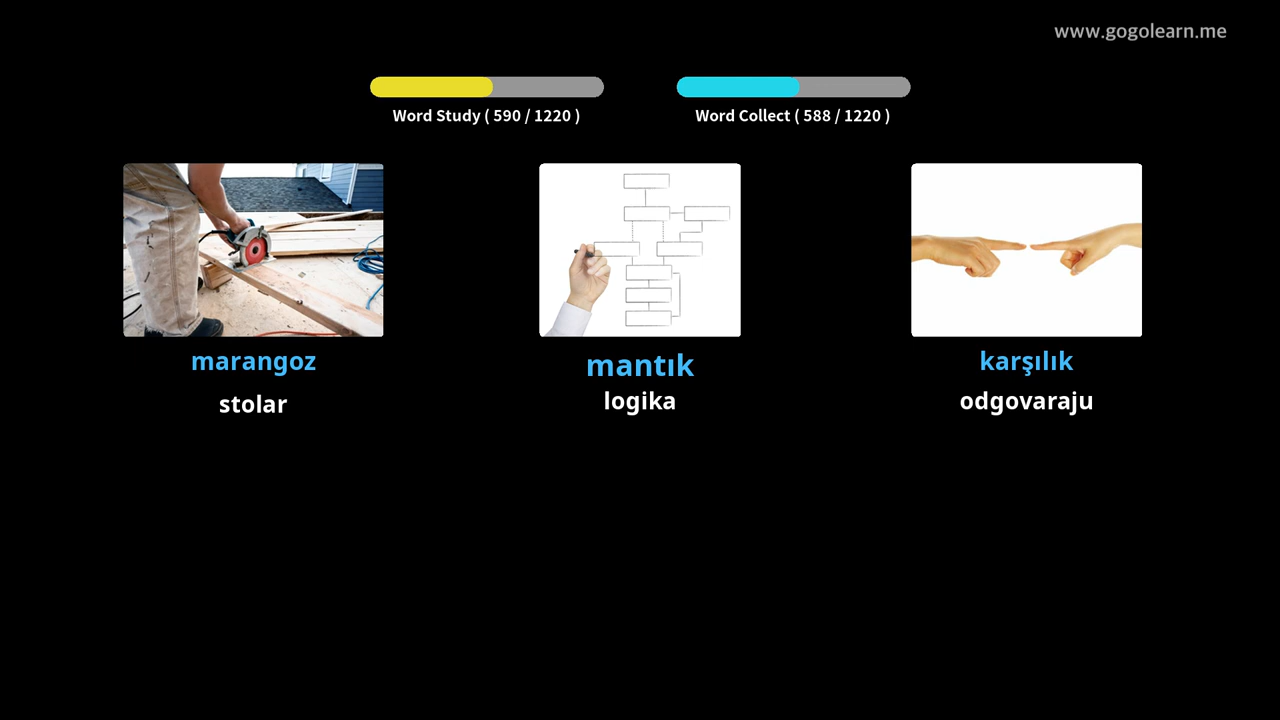 www.gogolearn.me
Word Study ( 590 / 1220 )
Word Collect ( 588 / 1220 )
marangoz
stolar
mantık
logika
karşılık
odgovaraju